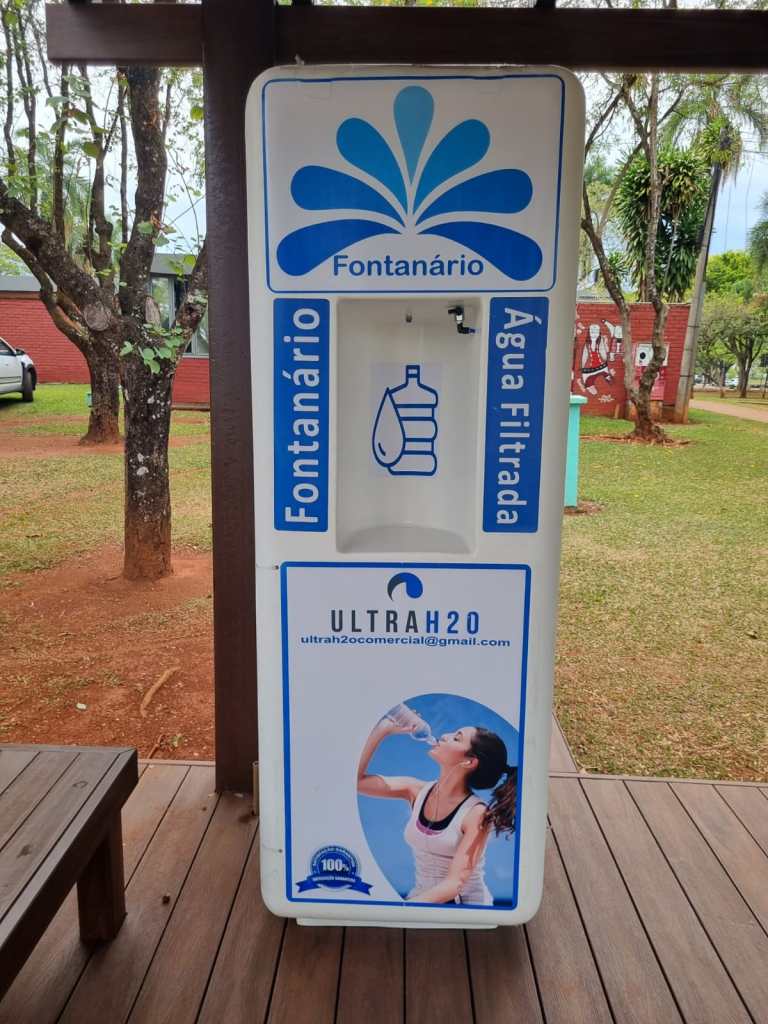 Fontanário
Fontanário
Água Filtrada
ULTRAH2O
ultrah2ocomercial@gmail.com
100%